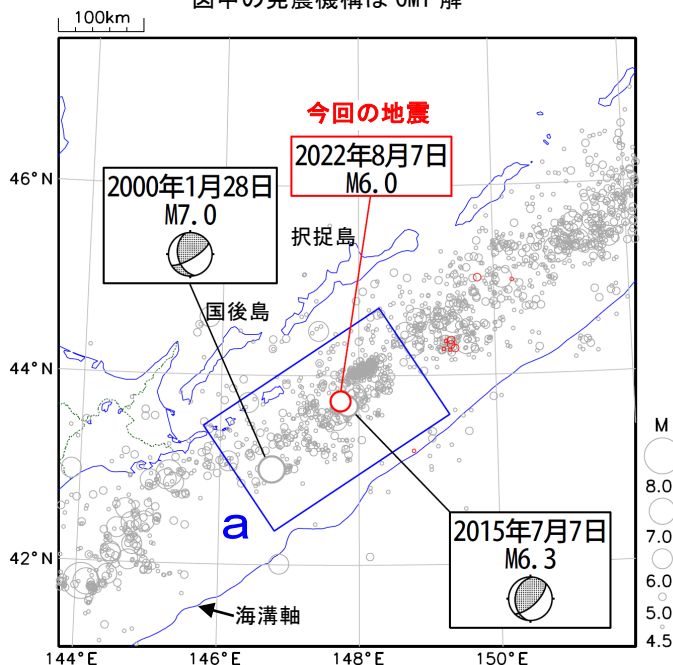 図中の発震機構は CMT 解
100km
今回の地震
2022年8月7日
M6.0
2000年1月28日
M7.0
択捉島
国後島
46°N
44°N
42°N
a
2015年7月7日
M6.3
海溝軸
M
8.0
7.0
6.0
5.0
4.5
144°E
146°E
148°E
150°E